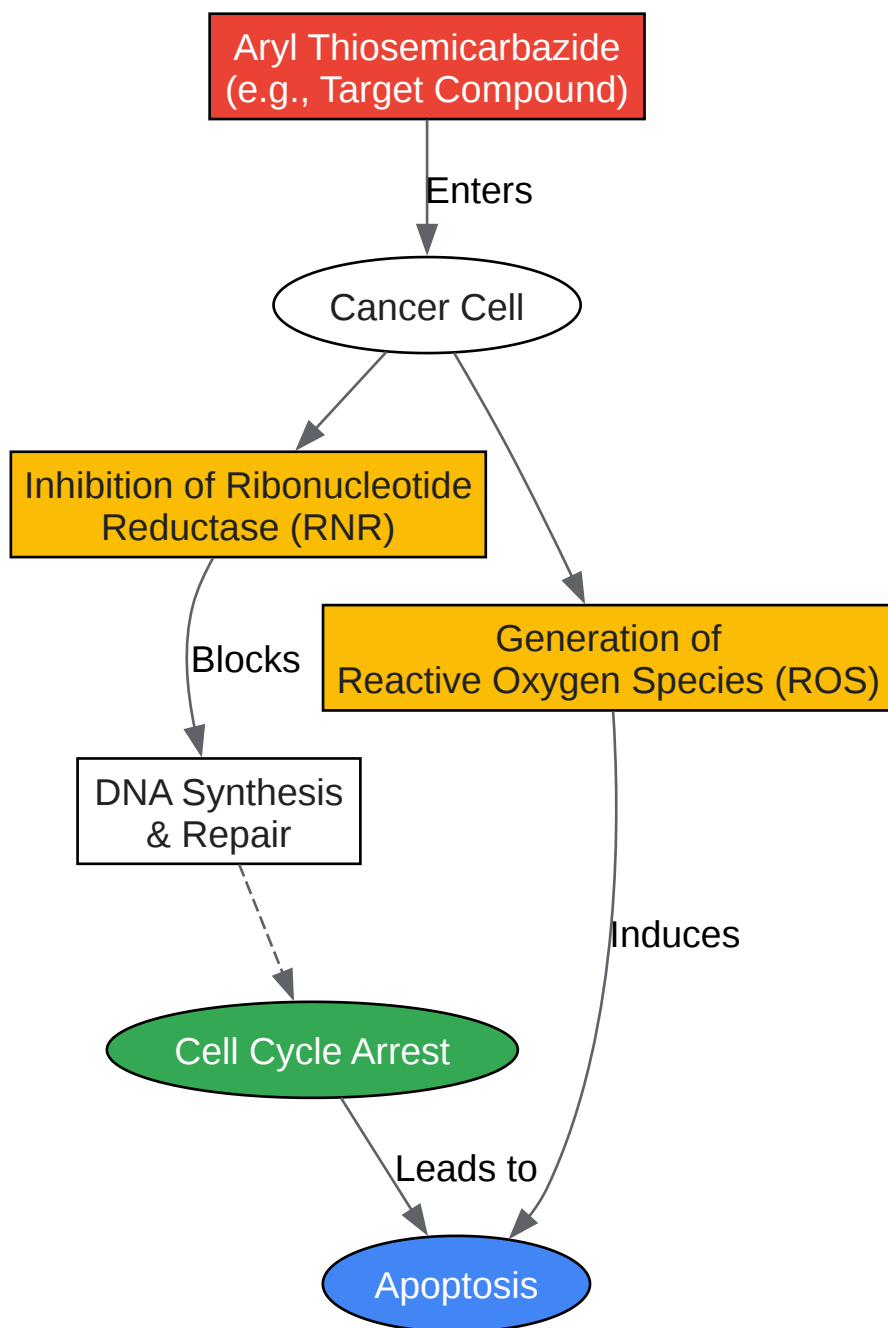 Aryl Thiosemicarbazide
(e.g., Target Compound)
Enters
Cancer Cell
Inhibition of Ribonucleotide
Reductase (RNR)
Generation of
Reactive Oxygen Species (ROS)
Blocks
DNA Synthesis
& Repair
Induces
Cell Cycle Arrest
Leads to
Apoptosis